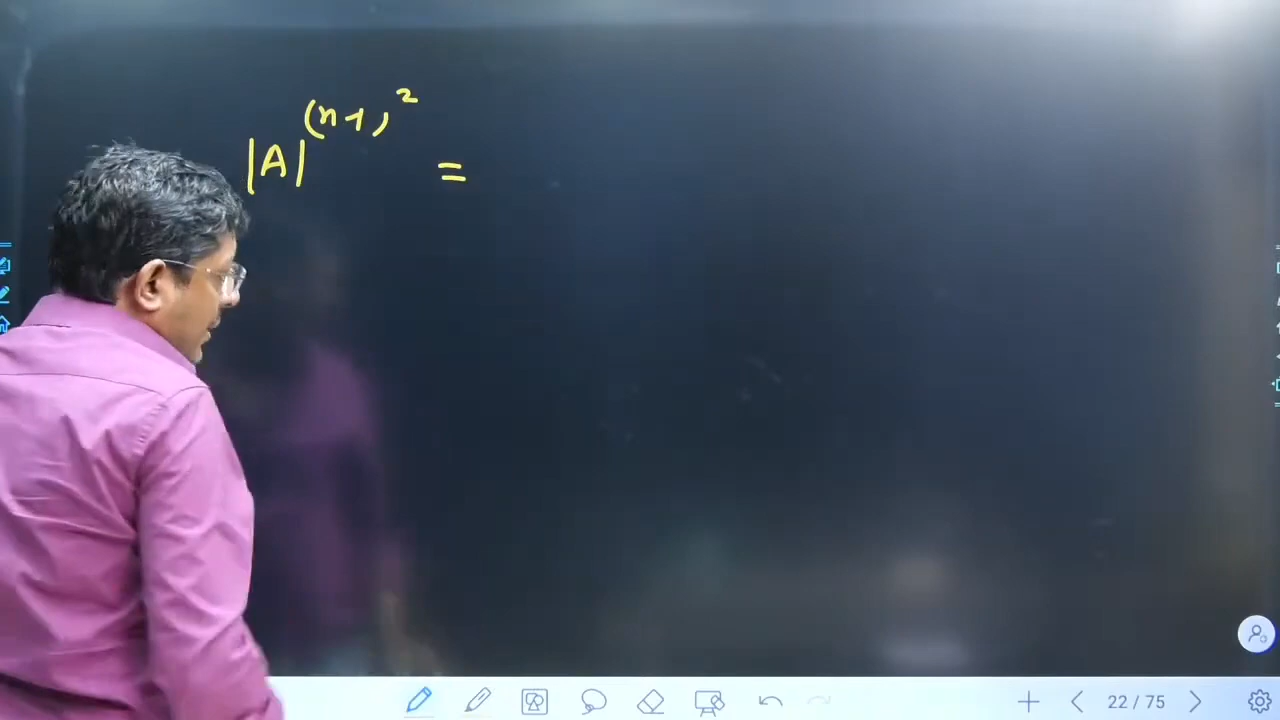 |A|^(n-1)^2 =
22 / 75